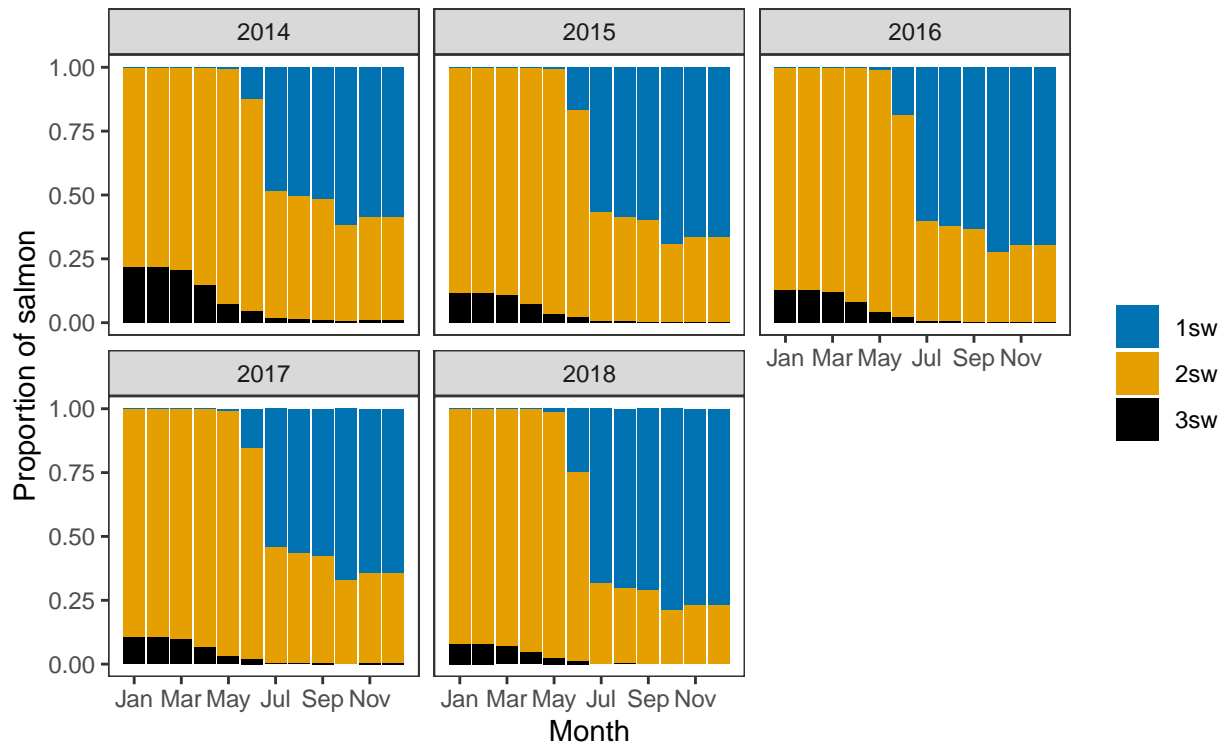 2014 2015 2016
1.00
0.75
0.50
0.25
0.00
Jan Mar May Jul Sep Nov
2017 2018
1.00
0.75
0.50
0.25
0.00
Jan Mar May Jul Sep Nov Jan Mar May Jul Sep Nov
Proportion of salmon
Month
1sw
2sw
3sw